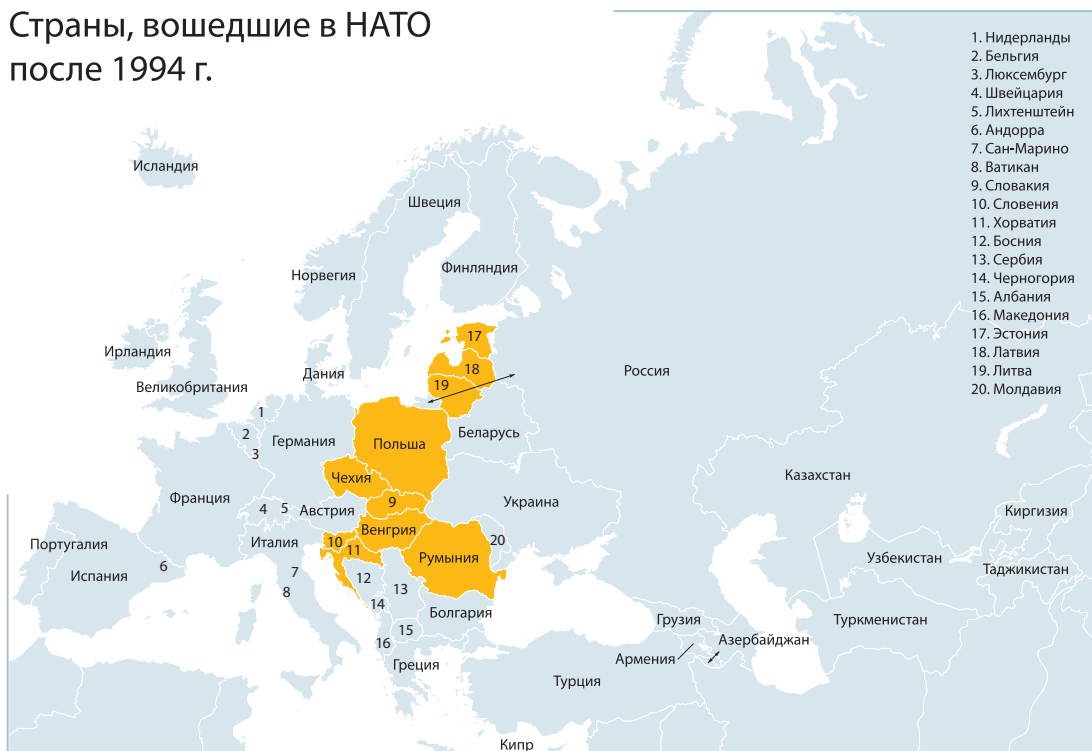 Страны, вошедшие в НАТО
после 1994 г.
1. Нидерланды
2. Бельгия
3. Люксембург
4. Швейцария
5. Лихтенштейн
6. Андорра
7. Сан-Марино
8. Ватикан
9. Словакия
10. Словения
11. Хорватия
12. Босния
13. Сербия
14. Черногория
15. Албания
16. Македония
17. Эстония
18. Латвия
19. Литва
20. Молдавия
Исландия
Швеция
Финляндия
Норвегия
17
Ирландия
18
Россия
Дания
19
Великобритания
1
Беларусь
2
Германия
Польша
3
Чехия
Казахстан
Франция
9
Украина
4
5
Австрия
Киргизия
Венгрия
Португалия
Италия
10
20
11
Румыния
Узбекистан
6
Таджикистан
Испания
7
12
13
8
14
Болгария
Грузия
Туркменистан
15
Азербайджан
16
Армения
Греция
Турция
Кипр